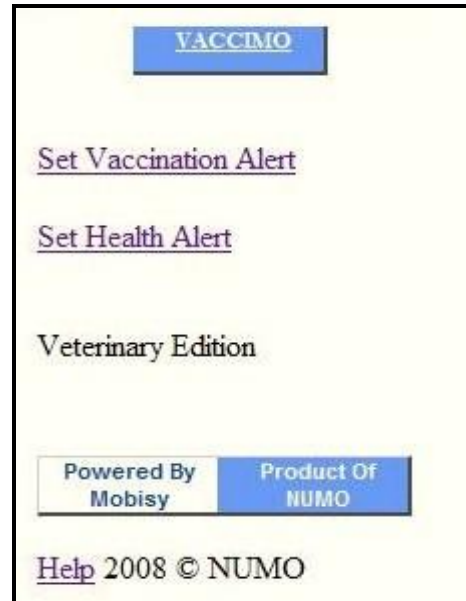 VACCIMO
Set Vaccination Alert
Set Health Alert
Veterinary Edition
Powered By Product Of
Mobisy NUMO
Help 2008 © NUMO